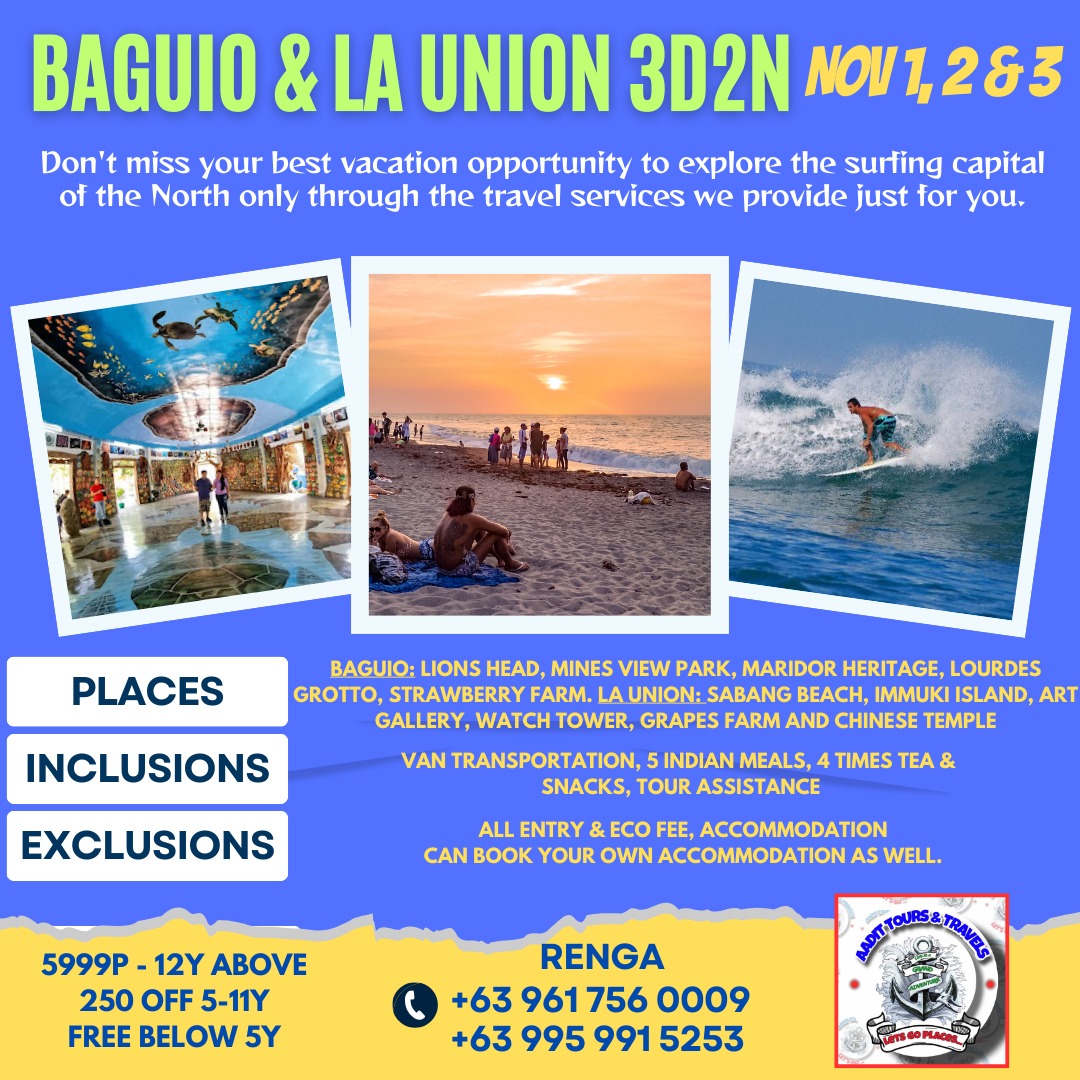 BAGUIO & LA UNION 3D2N NOV 1, 2 & 3
Don't miss your best vacation opportunity to explore the surfing capital
of the North only through the travel services we provide just for you.
PLACES
BAGUIO: LIONS HEAD, MINES VIEW PARK, MARIDOR HERITAGE, LOURDES
GROTTO, STRAWBERRY FARM. LA UNION: SABANG BEACH, IMMUKI ISLAND, ART
GALLERY, WATCH TOWER, GRAPES FARM AND CHINESE TEMPLE
INCLUSIONS
VAN TRANSPORTATION, 5 INDIAN MEALS, 4 TIMES TEA &
SNACKS, TOUR ASSISTANCE
EXCLUSIONS
ALL ENTRY & ECO FEE, ACCOMMODATION
CAN BOOK YOUR OWN ACCOMMODATION AS WELL.
5999P - 12Y ABOVE
250 OFF 5-11Y
FREE BELOW 5Y
RENGA
+63 961 756 0009
+63 995 991 5253
AADIT TOURS & TRAVELS
GRAND
ADVENTURE
LETS GO PLACES...